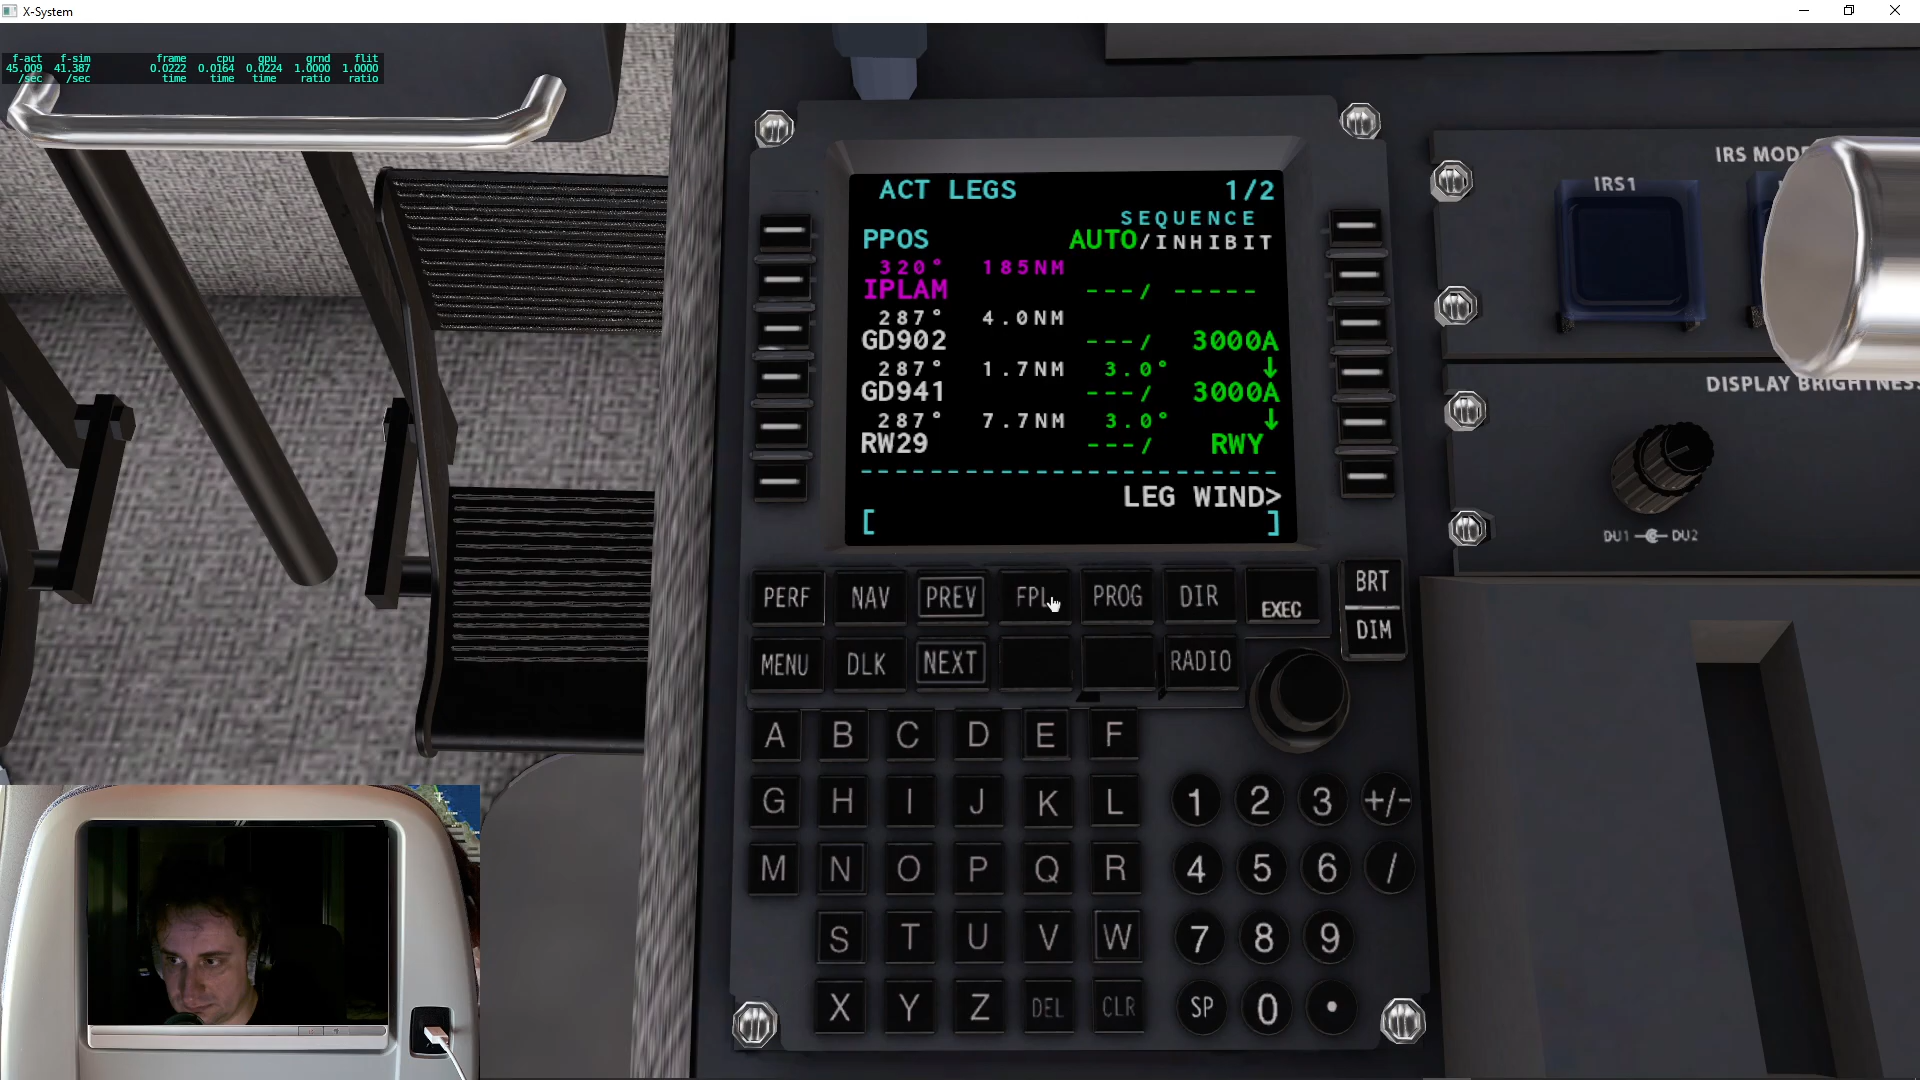 X-System
f-act f-sim frame cpu gpu grnd flit
45.009 41.387 0.0222 0.0164 0.0224 1.0000 1.0000
/sec /sec time time time ratio ratio
ACT LEGS 1/2
SEQUENCE
PPOS AUTO/INHIBIT
320° 185NM
IPLAM ---/ -----
287° 4.0NM
GD902 ---/ 3000A
287° 1.7NM 3.0° ↓
GD941 ---/ 3000A
287° 7.7NM 3.0° ↓
RW29 ---/ RWY
------------------------
LEG WIND>
[ ]
PERF NAV PREV FPL PROG DIR EXEC BRT
DIM
MENU DLK NEXT RADIO
A B C D E F
G H I J K L 1 2 3 +/-
M N O P Q R 4 5 6 /
S T U V W 7 8 9
X Y Z DEL CLR SP 0 •
IRS MODE
IRS1
DISPLAY BRIGHTNESS
DU1 DU2